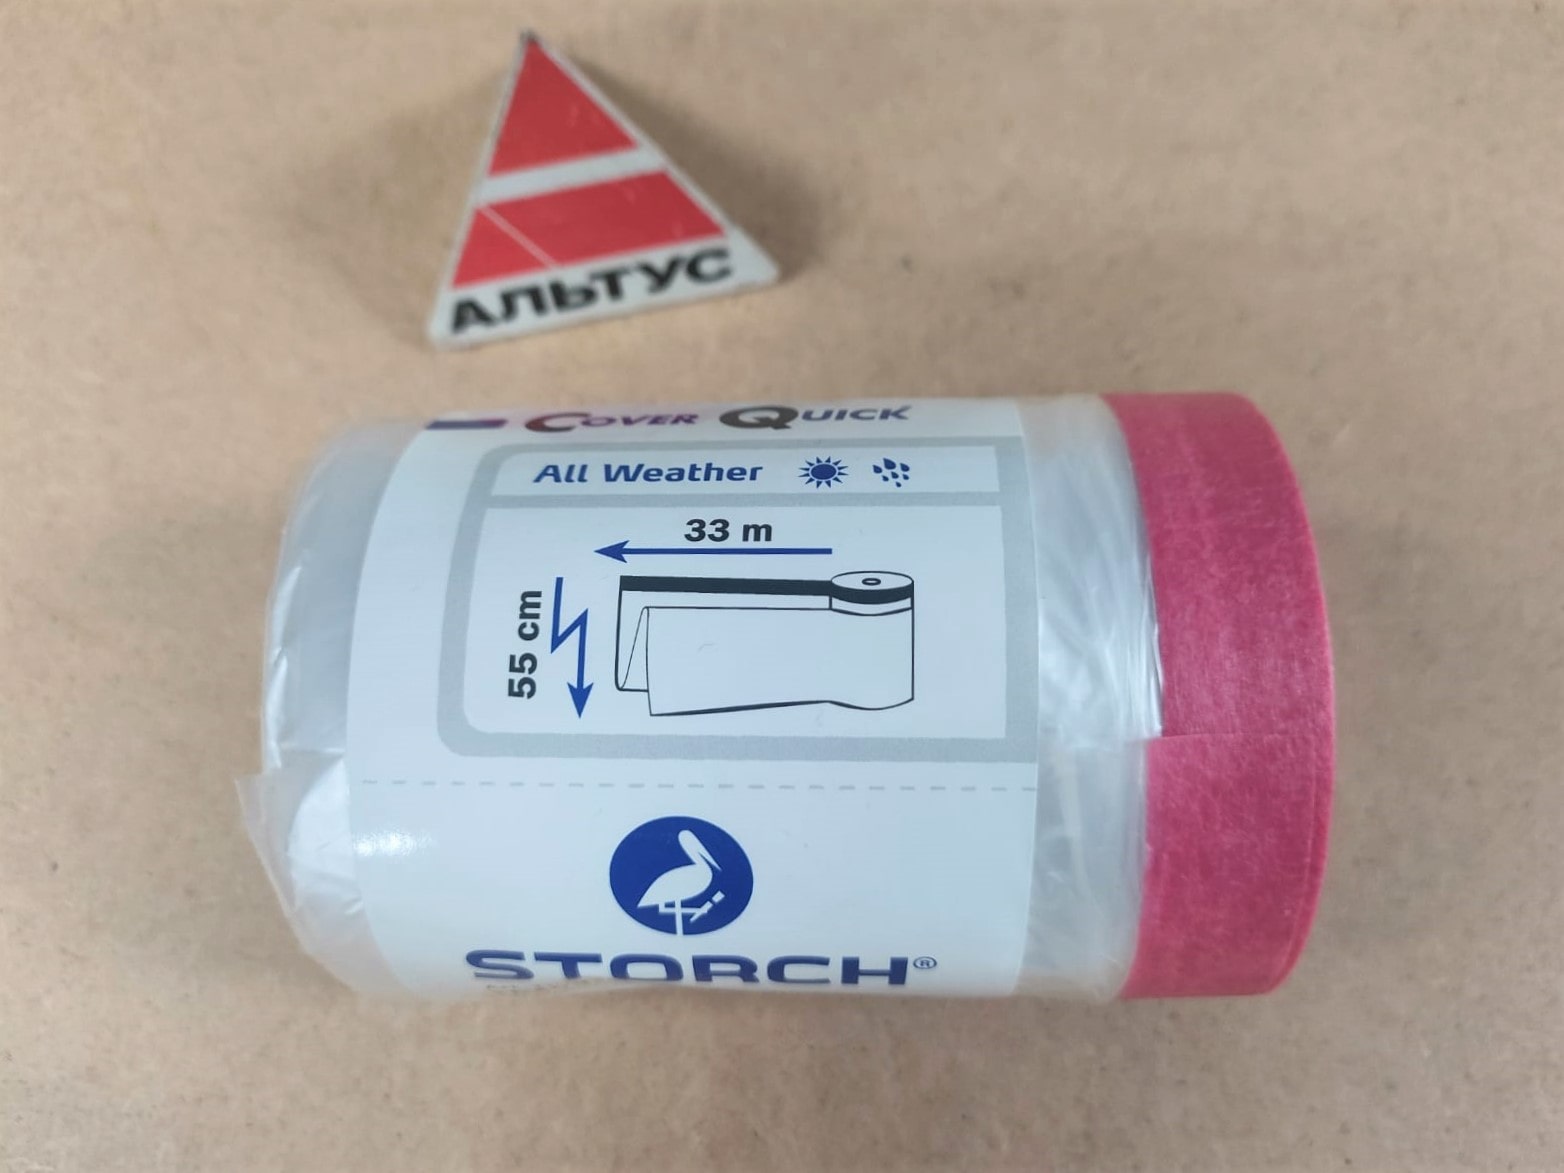 АЛЬТУС
COVER QUICK
All Weather
33 m
55 cm
STORCH®